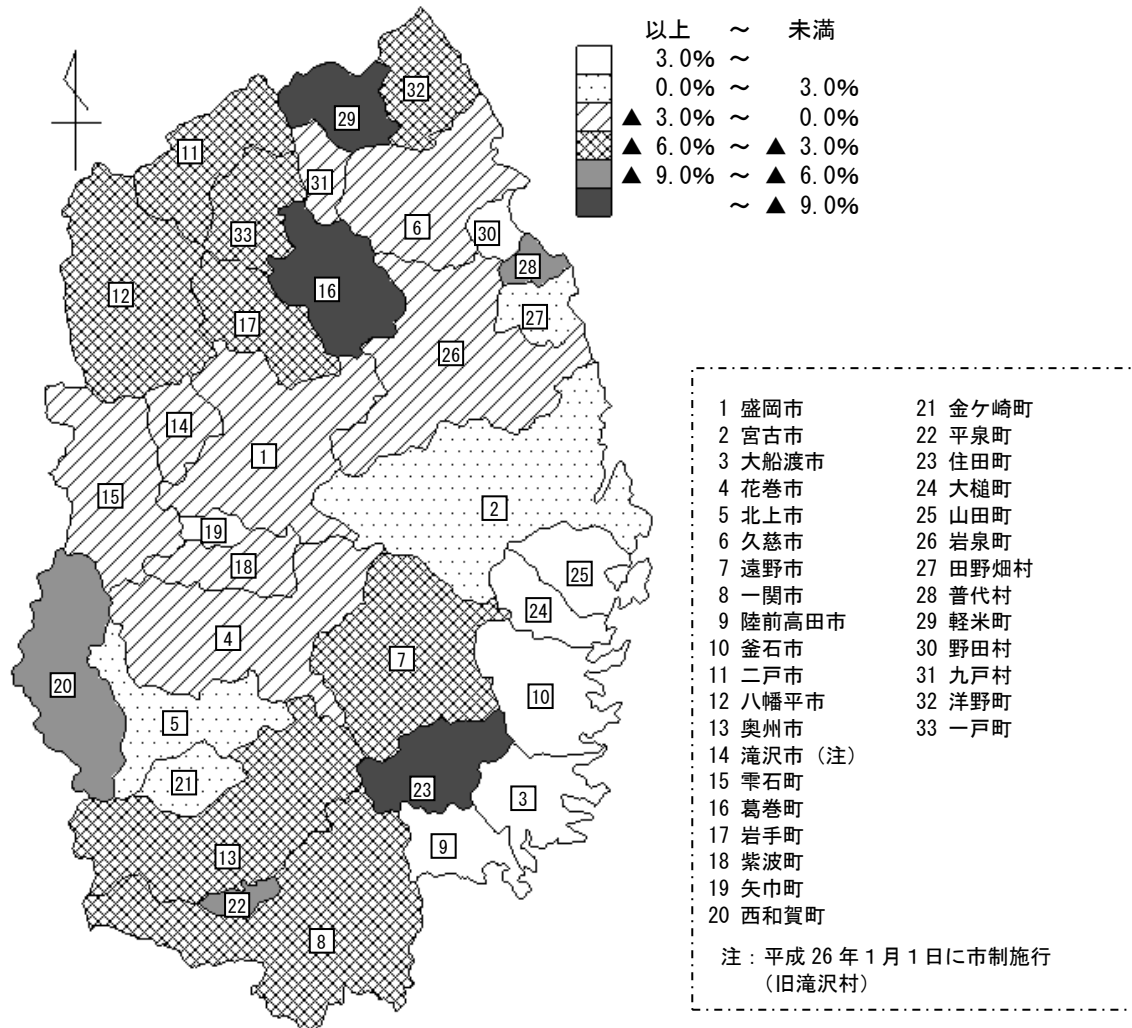 以上 ～ 未満
3.0% ～
0.0% ～ 3.0%
▲ 3.0% ～ 0.0%
▲ 6.0% ～ ▲ 3.0%
▲ 9.0% ～ ▲ 6.0%
～ ▲ 9.0%
32
29
11
31
33
6
30
28
16
12
27
17
26
14
1
15
2
19
18
25
24
4
7
20
10
5
21
23
3
9
13
22
8
1 盛岡市
2 宮古市
3 大船渡市
4 花巻市
5 北上市
6 久慈市
7 遠野市
8 一関市
9 陸前高田市
10 釜石市
11 二戸市
12 八幡平市
13 奥州市
14 滝沢市（注）
15 雫石町
16 葛巻町
17 岩手町
18 紫波町
19 矢巾町
20 西和賀町
21 金ケ崎町
22 平泉町
23 住田町
24 大槌町
25 山田町
26 岩泉町
27 田野畑村
28 普代村
29 軽米町
30 野田村
31 九戸村
32 洋野町
33 一戸町
注：平成 26 年 1 月 1 日に市制施行
（旧滝沢村）